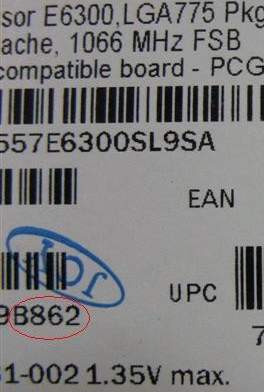 sor E6300,LGA775 Pkg
ache, 1066 MHz FSB
compatible board - PCG
557E6300SL9SA
EAN
UPC
9B862
7
1-002 1.35V max.